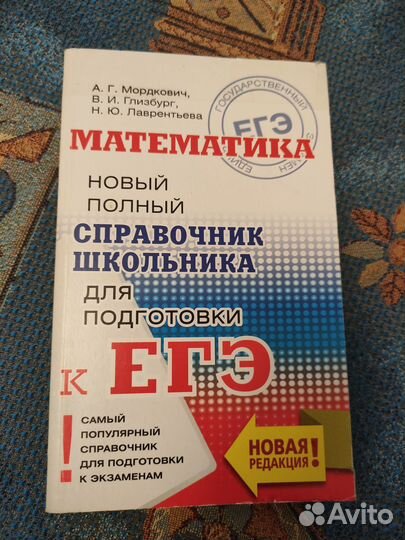 А. Г. Мордкович,
В. И. Глизбург,
Н. Ю. Лаврентьева
ГОСУДАРСТВЕННЫЙ
ЕГЭ
МАТЕМАТИКА
НОВЫЙ
ПОЛНЫЙ
СПРАВОЧНИК
ШКОЛЬНИКА
ДЛЯ
ПОДГОТОВКИ
К ЕГЭ
! САМЫЙ
ПОПУЛЯРНЫЙ
СПРАВОЧНИК
ДЛЯ ПОДГОТОВКИ
К ЭКЗАМЕНАМ
НОВАЯ
РЕДАКЦИЯ!
Avito